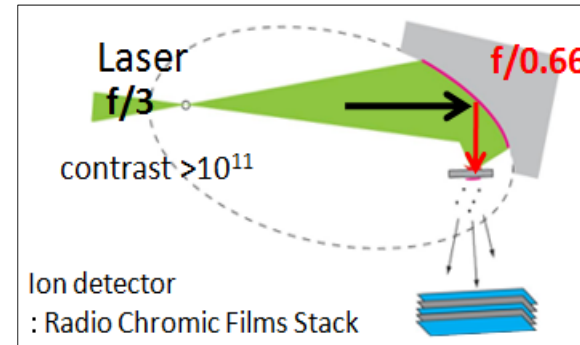 Laser
f/3
f/0.66
contrast >10¹¹
Ion detector
: Radio Chromic Films Stack